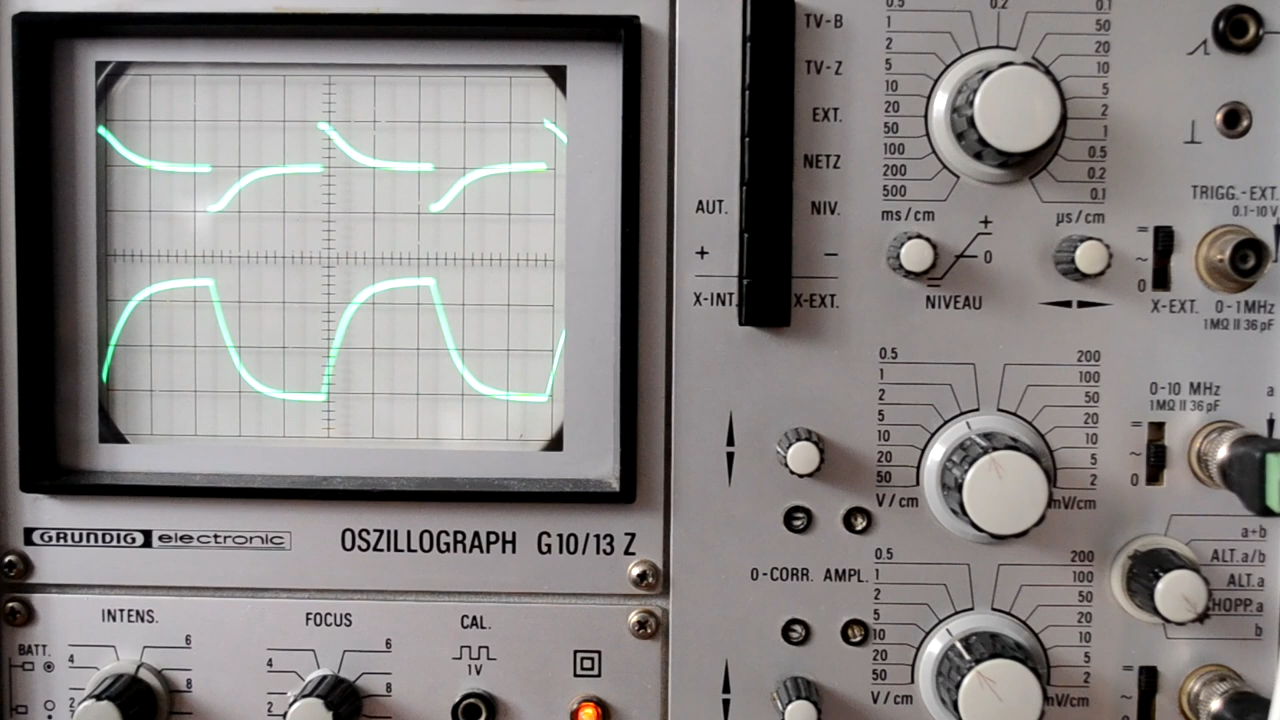 0.5 0.2 0.1
1 50
2 20
5 10
10 5
20 2
50 1
100 0.5
200 0.2
500 0.1
ms/cm µs/cm
TV-B
TV-Z
EXT.
NETZ
AUT. NIV.
+ −
X-INT. X-EXT.
+
0
−
NIVEAU
=
~
0
X-EXT.
TRIGG.-EXT.
0.1-10 V
0-1MHz
1MΩ II 36 pF
0.5 200
1 100
2 50
5 20
10 10
20 5
50 2
V/cm mV/cm
0-10 MHz
1MΩ II 36 pF
a
=
~
0
0-CORR. AMPL.
0.5 200
1 100
2 50
5 20
10 10
20 5
50 2
V/cm mV/cm
a+b
ALT.a/b
ALT.a
CHOPP.a
b
=
~
GRUNDIG electronic OSZILLOGRAPH G10/13 Z
INTENS. FOCUS CAL.
1V
BATT.
4 6
2 8
4 6
2 8